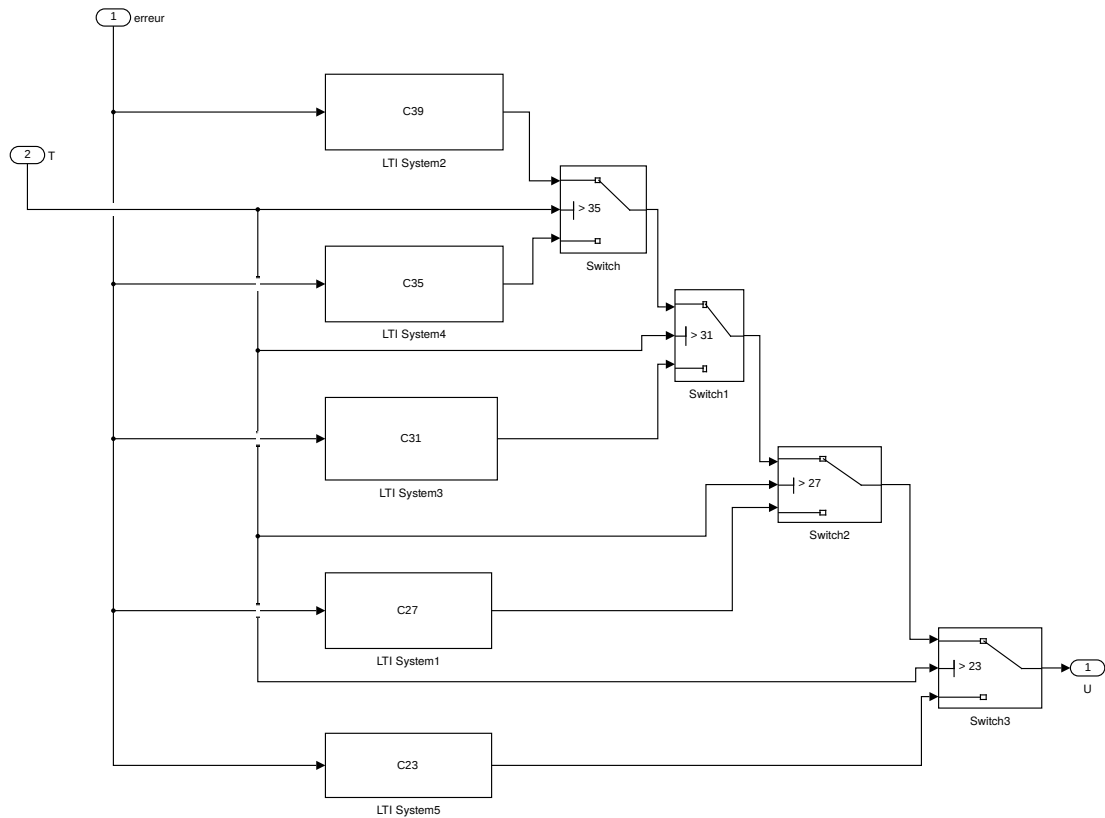 1 erreur
C39
LTI System2
2 T
> 35
Switch
C35
LTI System4
> 31
Switch1
C31
LTI System3
> 27
Switch2
C27
LTI System1
> 23
Switch3
1
U
C23
LTI System5